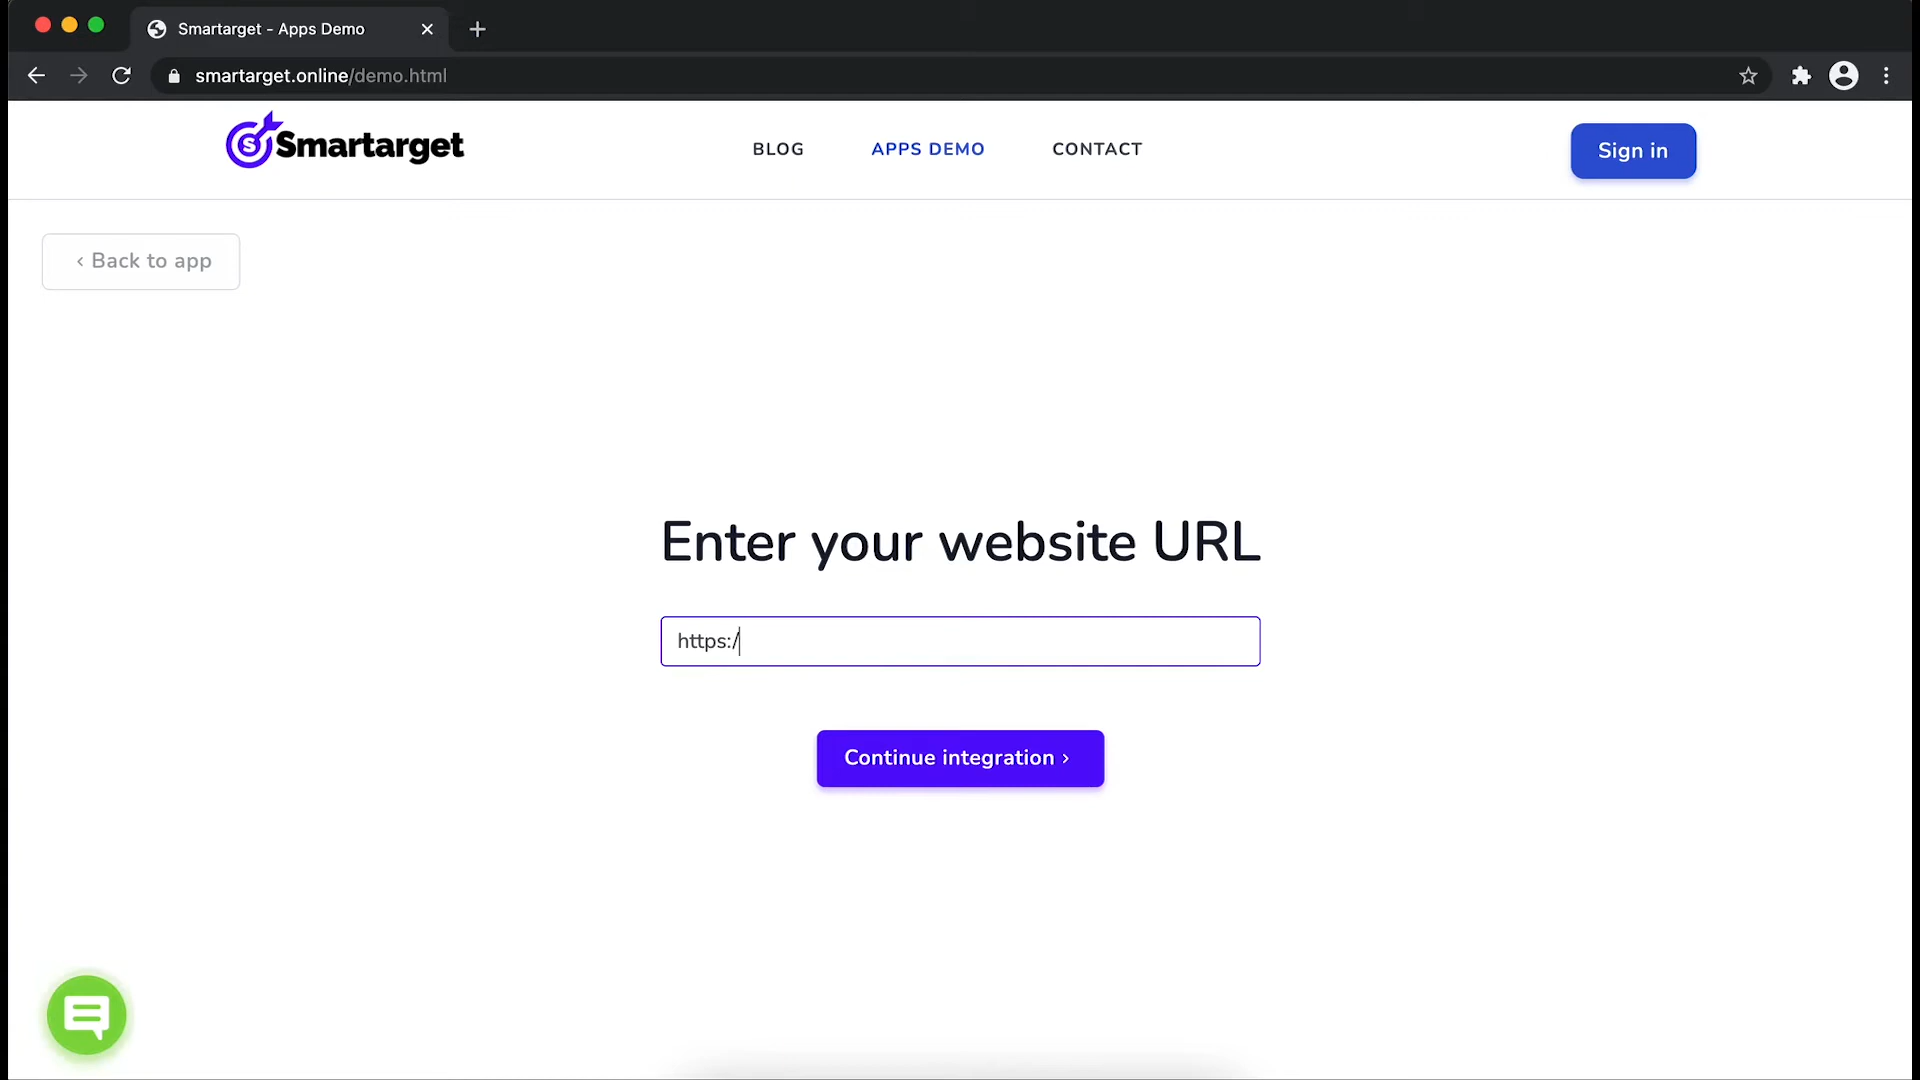 Smartarget - Apps Demo
smartarget.online/demo.html
Smartarget
BLOG
APPS DEMO
CONTACT
Sign in
‹ Back to app
Enter your website URL
https:/
Continue integration ›